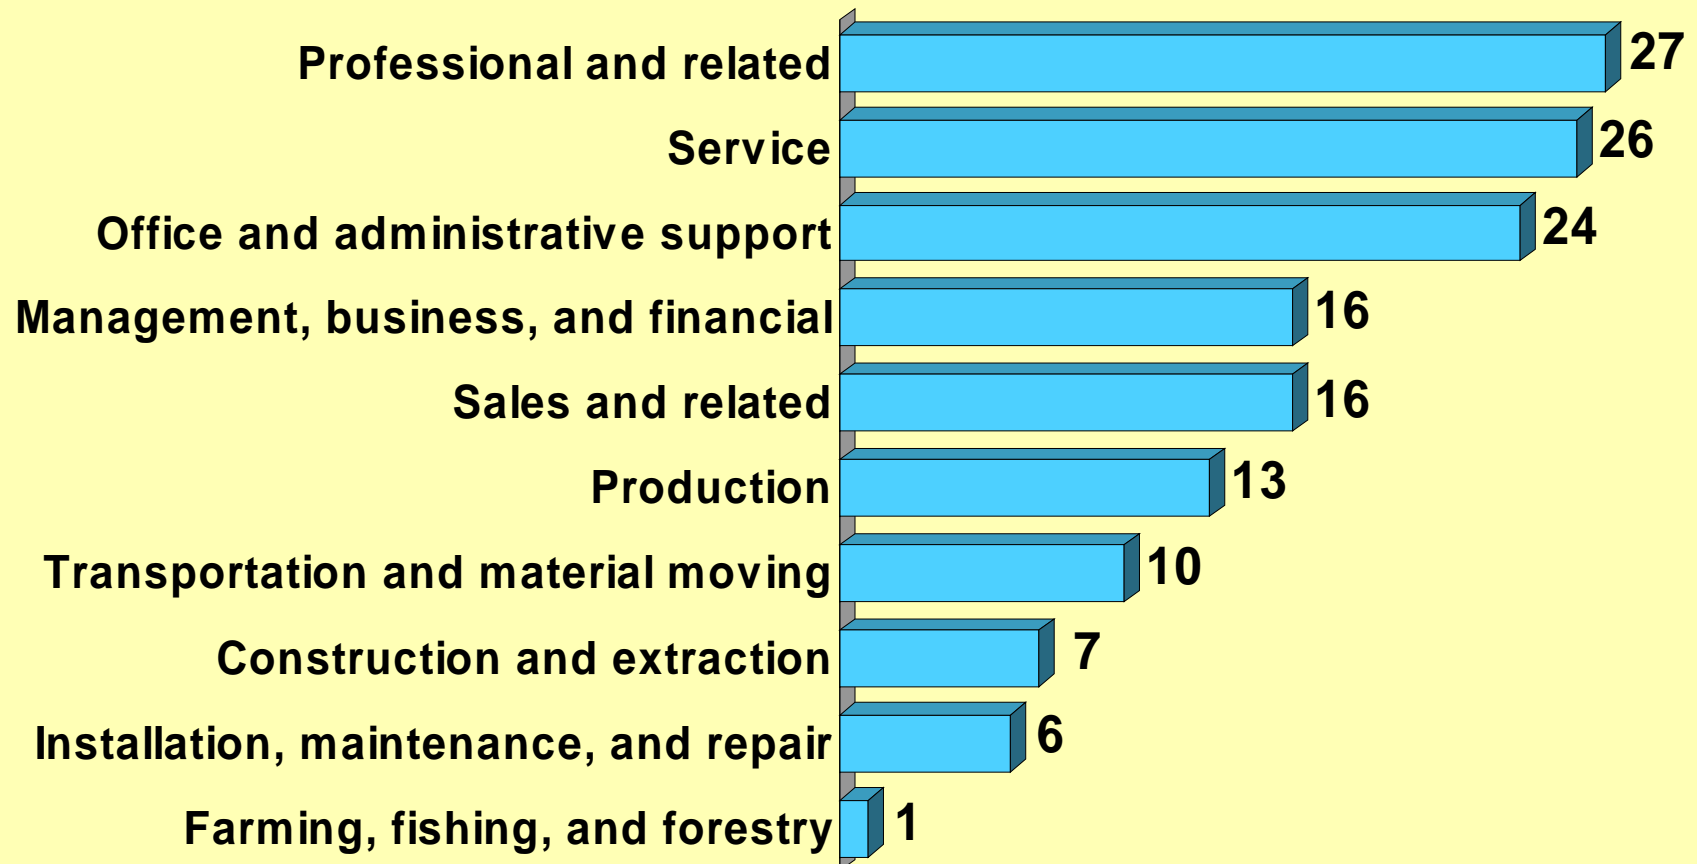 Professional and related 27
Service 26
Office and administrative support 24
Management, business, and financial 16
Sales and related 16
Production 13
Transportation and material moving 10
Construction and extraction 7
Installation, maintenance, and repair 6
Farming, fishing, and forestry 1